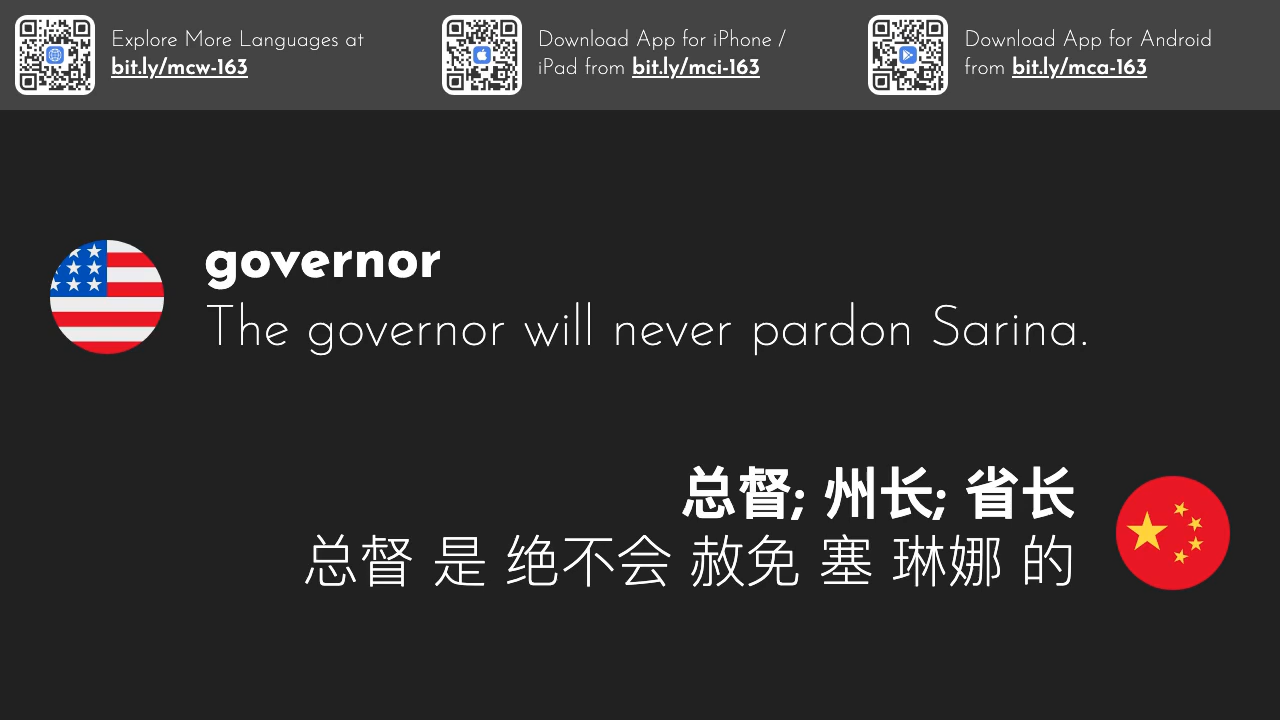 Explore More Languages at
bit.ly/mcw-163
Download App for iPhone /
iPad from bit.ly/mci-163
Download App for Android
from bit.ly/mca-163
governor
The governor will never pardon Sarina.
总督; 州长; 省长
总督 是 绝不会 赦免 塞 琳娜 的